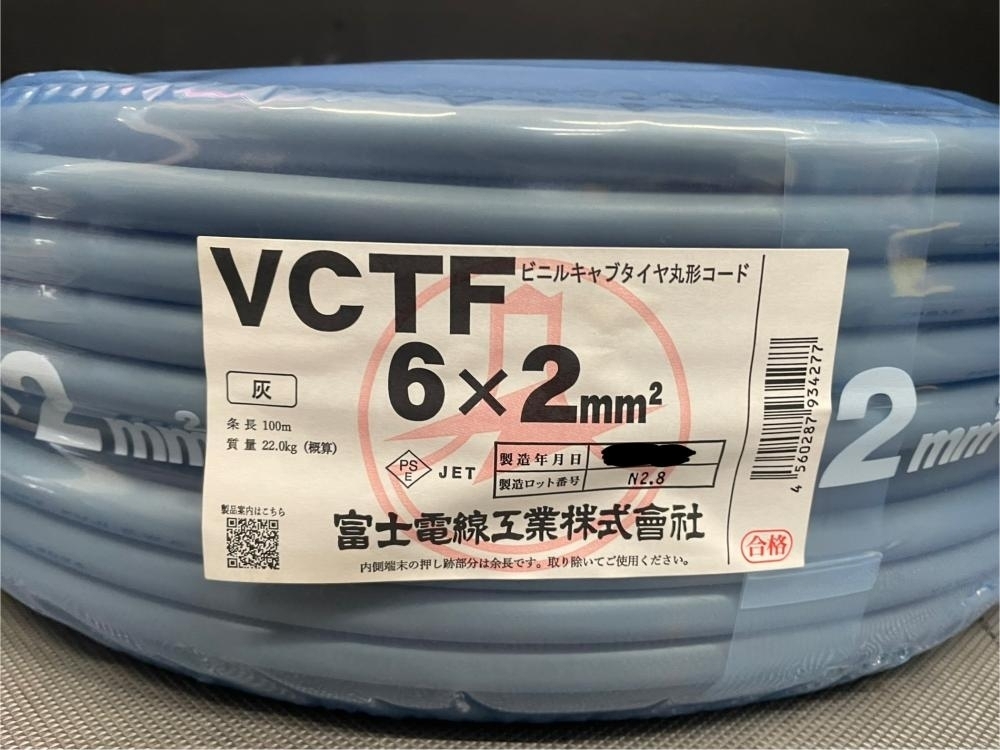 VCTF ビニルキャブタイヤ丸形コード
6×2mm²
灰
条長 100m
質量 22.0kg (概算)
PS
E
JET
製造年月日
製造ロット番号 N2.8
製品案内はこちら
富士電線工業株式會社
内側端末の押し跡部分は余長です。取り除いてご使用ください。
合格
4 560287 934277
2mm²
2mm²